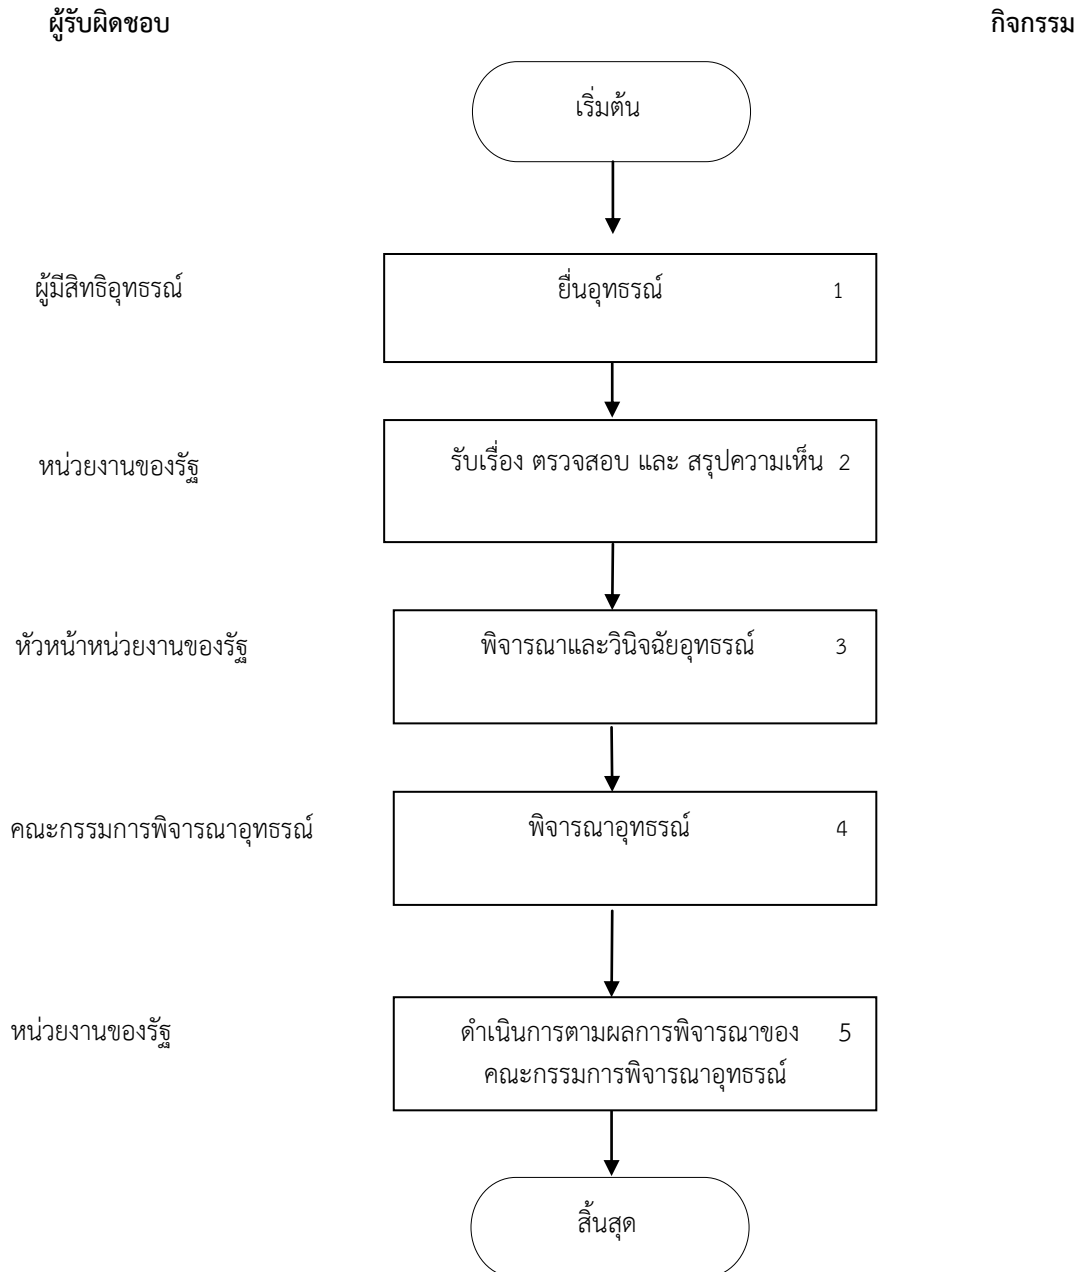 ผู้รับผิดชอบ กิจกรรม
เริ่มต้น
ผู้มีสิทธิอุทธรณ์ ยื่นอุทธรณ์ 1
หน่วยงานของรัฐ รับเรื่อง ตรวจสอบ และ สรุปความเห็น 2
หัวหน้าหน่วยงานของรัฐ พิจารณาและวินิจฉัยอุทธรณ์ 3
คณะกรรมการพิจารณาอุทธรณ์ พิจารณาอุทธรณ์ 4
หน่วยงานของรัฐ ดำเนินการตามผลการพิจารณาของ 5
คณะกรรมการพิจารณาอุทธรณ์
สิ้นสุด